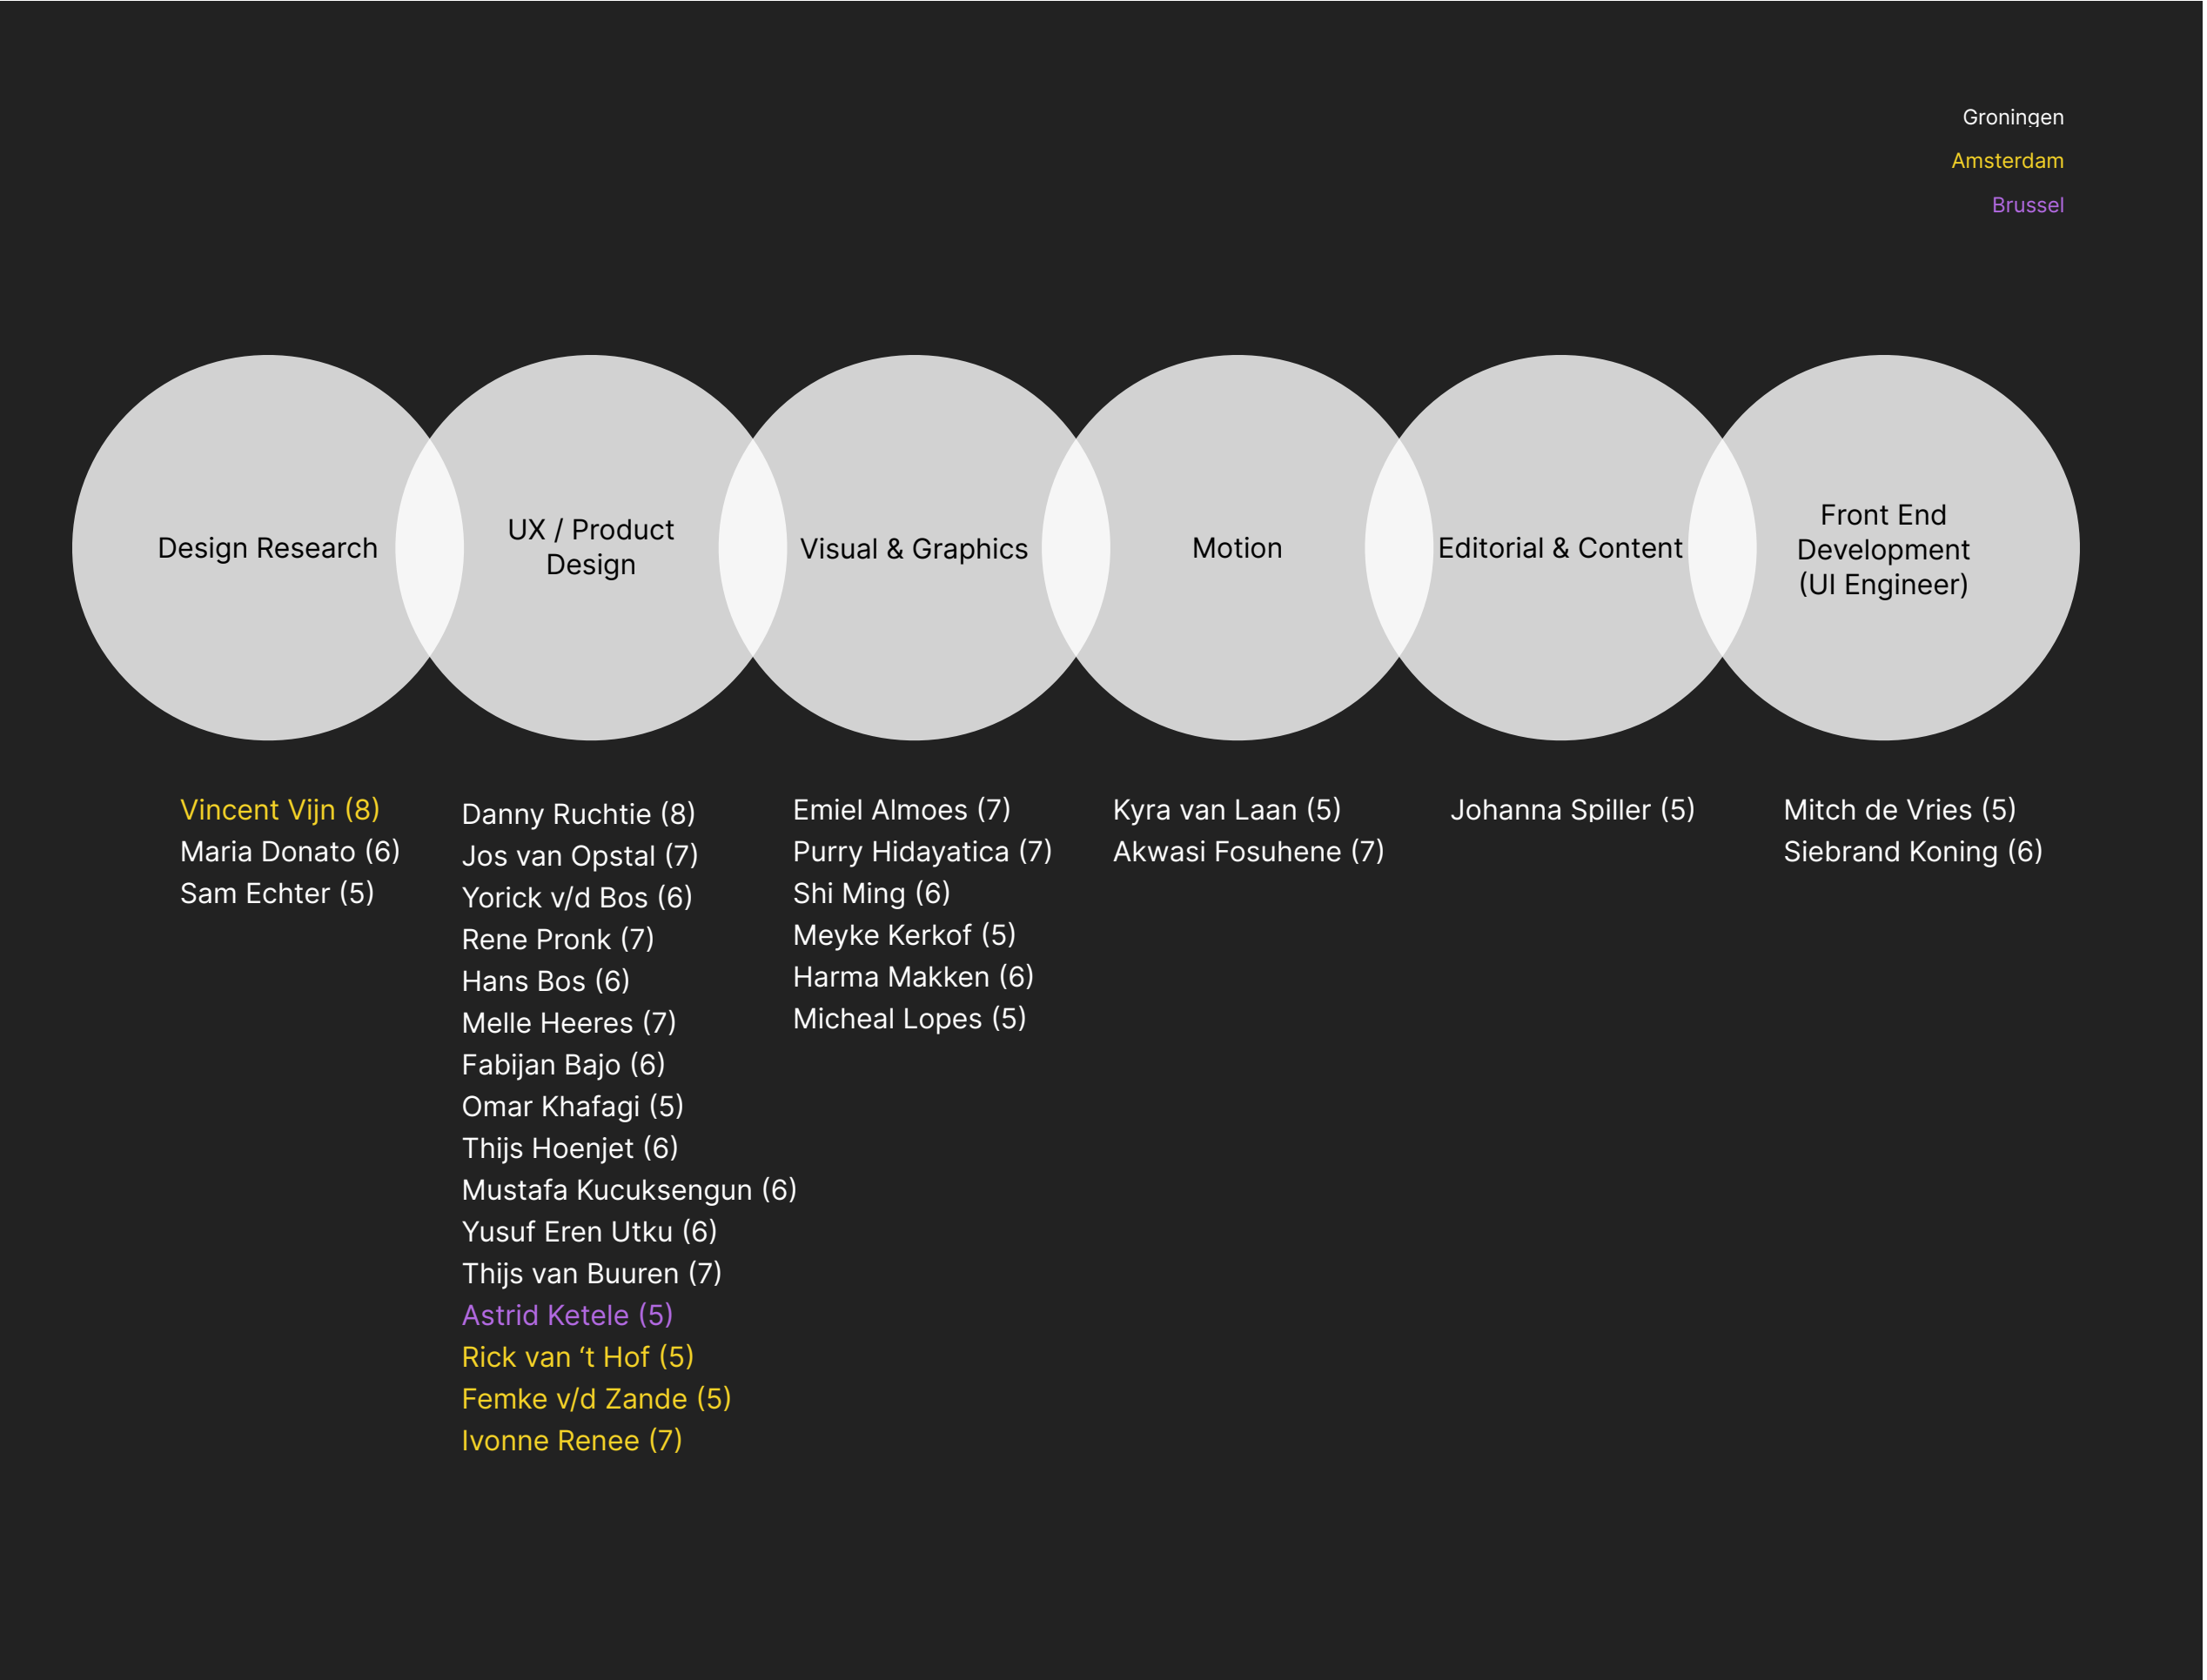 Groningen
Amsterdam
Brussel
Design Research
UX / Product
Design
Visual & Graphics
Motion
Editorial & Content
Front End
Development
(UI Engineer)
Vincent Vijn (8)
Maria Donato (6)
Sam Echter (5)
Danny Ruchtie (8)
Jos van Opstal (7)
Yorick v/d Bos (6)
Rene Pronk (7)
Hans Bos (6)
Melle Heeres (7)
Fabijan Bajo (6)
Omar Khafagi (5)
Thijs Hoenjet (6)
Mustafa Kucuksengun (6)
Yusuf Eren Utku (6)
Thijs van Buuren (7)
Astrid Ketele (5)
Rick van ‘t Hof (5)
Femke v/d Zande (5)
Ivonne Renee (7)
Emiel Almoes (7)
Purry Hidayatica (7)
Shi Ming (6)
Meyke Kerkof (5)
Harma Makken (6)
Micheal Lopes (5)
Kyra van Laan (5)
Akwasi Fosuhene (7)
Johanna Spiller (5)
Mitch de Vries (5)
Siebrand Koning (6)